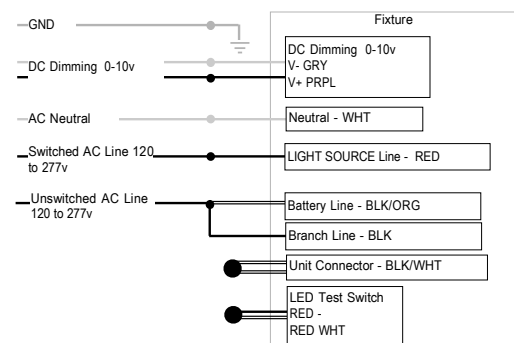 Fixture
GND
DC Dimming 0-10v
DC Dimming 0-10v
V- GRY
V+ PRPL
AC Neutral
Neutral - WHT
Switched AC Line 120
to 277v
LIGHT SOURCE Line - RED
Unswitched AC Line
120 to 277v
Battery Line - BLK/ORG
Branch Line - BLK
Unit Connector - BLK/WHT
LED Test Switch
RED -
RED WHT